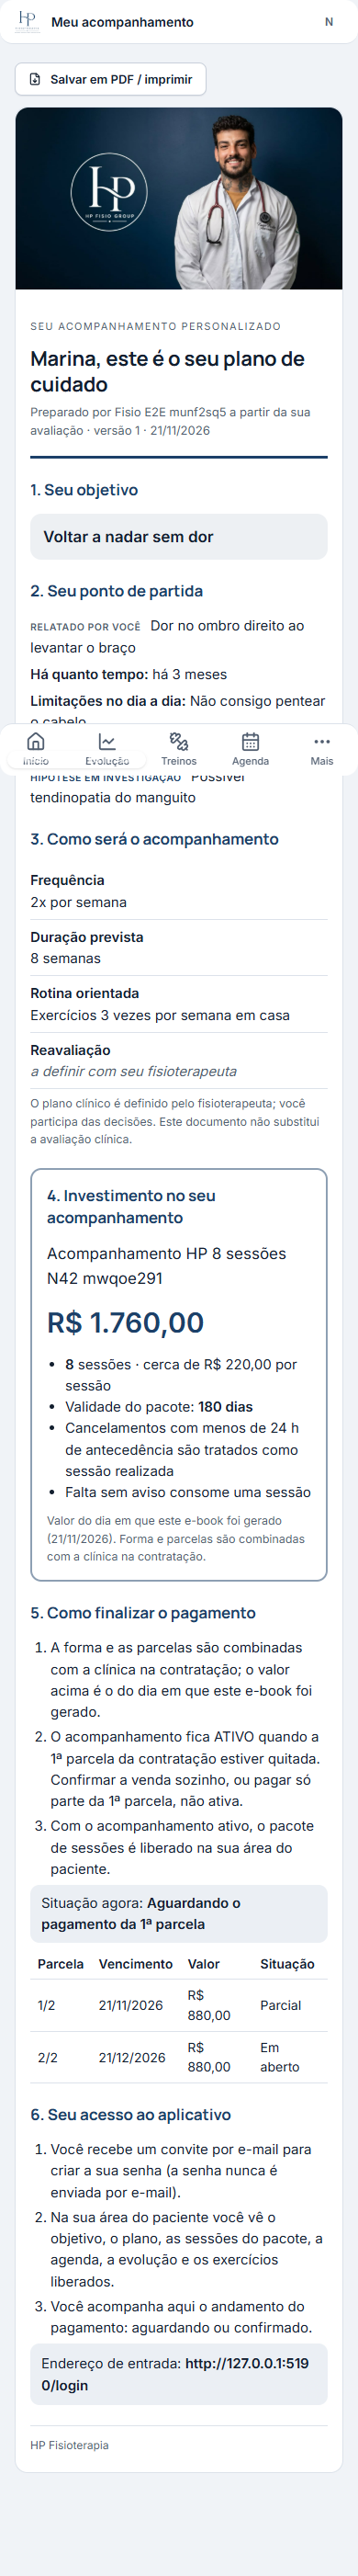 HP
Meu acompanhamento
N
Salvar em PDF / imprimir
HP
HP FISIO GROUP
SEU ACOMPANHAMENTO PERSONALIZADO
Marina, este é o seu plano de
cuidado
Preparado por Fisio E2E munf2sq5 a partir da sua
avaliação · versão 1 · 21/11/2026
1. Seu objetivo
Voltar a nadar sem dor
2. Seu ponto de partida
RELATADO POR VOCÊ Dor no ombro direito ao
levantar o braço
Há quanto tempo: há 3 meses
Limitações no dia a dia: Não consigo pentear
o cabelo
Início
Evolução
Treinos
Agenda
Mais
HIPÓTESE EM INVESTIGAÇÃO Possível
tendinopatia do manguito
3. Como será o acompanhamento
Frequência
2x por semana
Duração prevista
8 semanas
Rotina orientada
Exercícios 3 vezes por semana em casa
Reavaliação
a definir com seu fisioterapeuta
O plano clínico é definido pelo fisioterapeuta; você
participa das decisões. Este documento não substitui
a avaliação clínica.
4. Investimento no seu
acompanhamento
Acompanhamento HP 8 sessões
N42 mwqoe291
R$ 1.760,00
• 8 sessões · cerca de R$ 220,00 por
sessão
• Validade do pacote: 180 dias
• Cancelamentos com menos de 24 h
de antecedência são tratados como
sessão realizada
• Falta sem aviso consome uma sessão
Valor do dia em que este e-book foi gerado
(21/11/2026). Forma e parcelas são combinadas
com a clínica na contratação.
5. Como finalizar o pagamento
1. A forma e as parcelas são combinadas
com a clínica na contratação; o valor
acima é o do dia em que este e-book foi
gerado.
2. O acompanhamento fica ATIVO quando a
1ª parcela da contratação estiver quitada.
Confirmar a venda sozinho, ou pagar só
parte da 1ª parcela, não ativa.
3. Com o acompanhamento ativo, o pacote
de sessões é liberado na sua área do
paciente.
Situação agora: Aguardando o
pagamento da 1ª parcela
Parcela Vencimento Valor Situação
1/2 21/11/2026 R$ 880,00 Parcial
2/2 21/12/2026 R$ 880,00 Em aberto
6. Seu acesso ao aplicativo
1. Você recebe um convite por e-mail para
criar a sua senha (a senha nunca é
enviada por e-mail).
2. Na sua área do paciente você vê o
objetivo, o plano, as sessões do pacote, a
agenda, a evolução e os exercícios
liberados.
3. Você acompanha aqui o andamento do
pagamento: aguardando ou confirmado.
Endereço de entrada: http://127.0.0.1:519
0/login
HP Fisioterapia